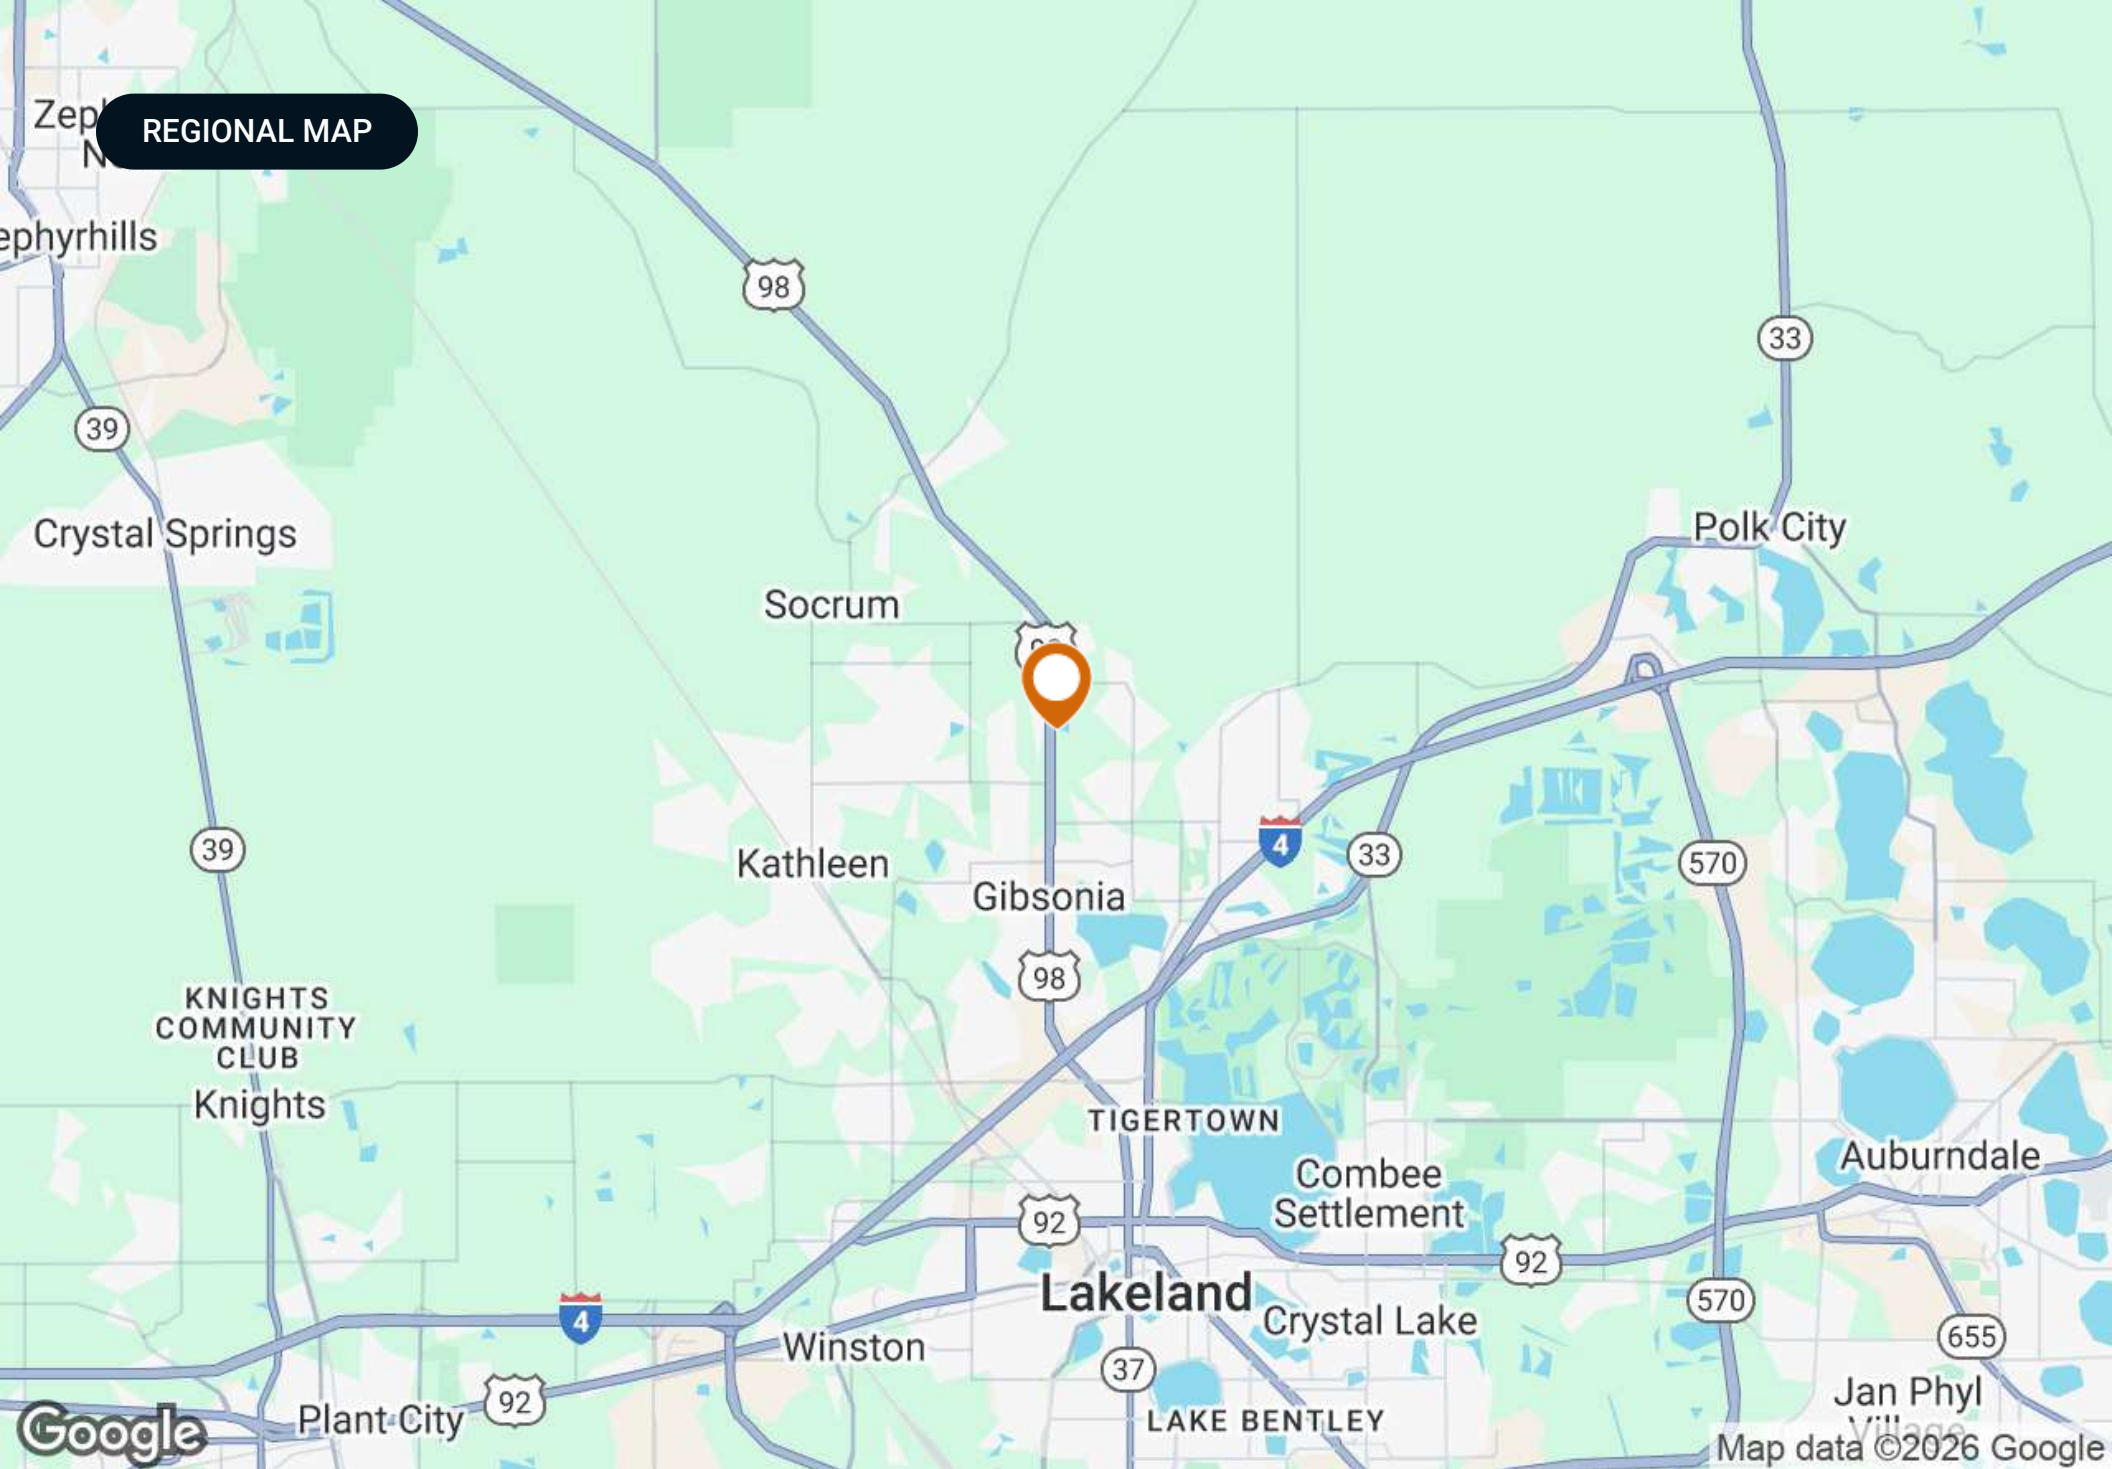 REGIONAL MAP
ephyrhills
98
33
39
Crystal Springs
Polk City
Socrum
4
33
39
570
Kathleen
Gibsonia
98
KNIGHTS
COMMUNITY
CLUB
Knights
TIGERTOWN
Auburndale
Combee
Settlement
92
92
Lakeland
570
4
Crystal Lake
655
Winston
37
92
Plant City
Jan Phyl
Village
LAKE BENTLEY
Google
Map data ©2026 Google